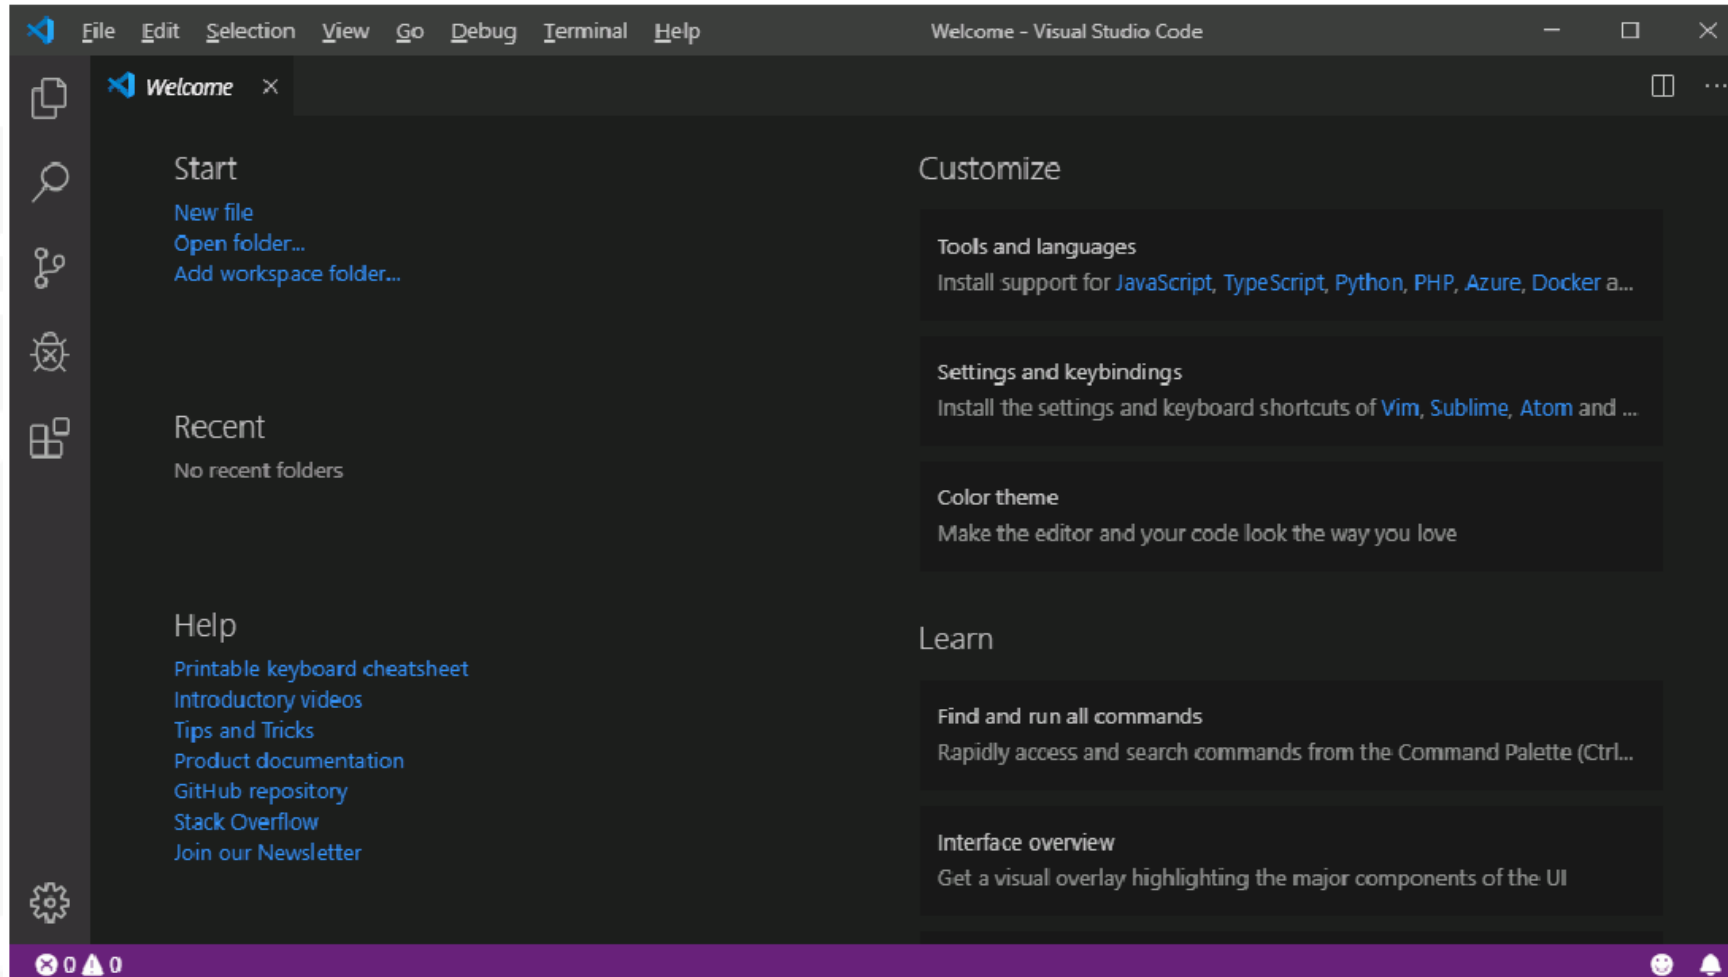 File Edit Selection View Go Debug Terminal Help Welcome - Visual Studio Code
Welcome
Start
New file
Open folder...
Add workspace folder...
Recent
No recent folders
Help
Printable keyboard cheatsheet
Introductory videos
Tips and Tricks
Product documentation
GitHub repository
Stack Overflow
Join our Newsletter
Customize
Tools and languages
Install support for JavaScript, TypeScript, Python, PHP, Azure, Docker a...
Settings and keybindings
Install the settings and keyboard shortcuts of Vim, Sublime, Atom and ...
Color theme
Make the editor and your code look the way you love
Learn
Find and run all commands
Rapidly access and search commands from the Command Palette (Ctrl...
Interface overview
Get a visual overlay highlighting the major components of the UI
0 0